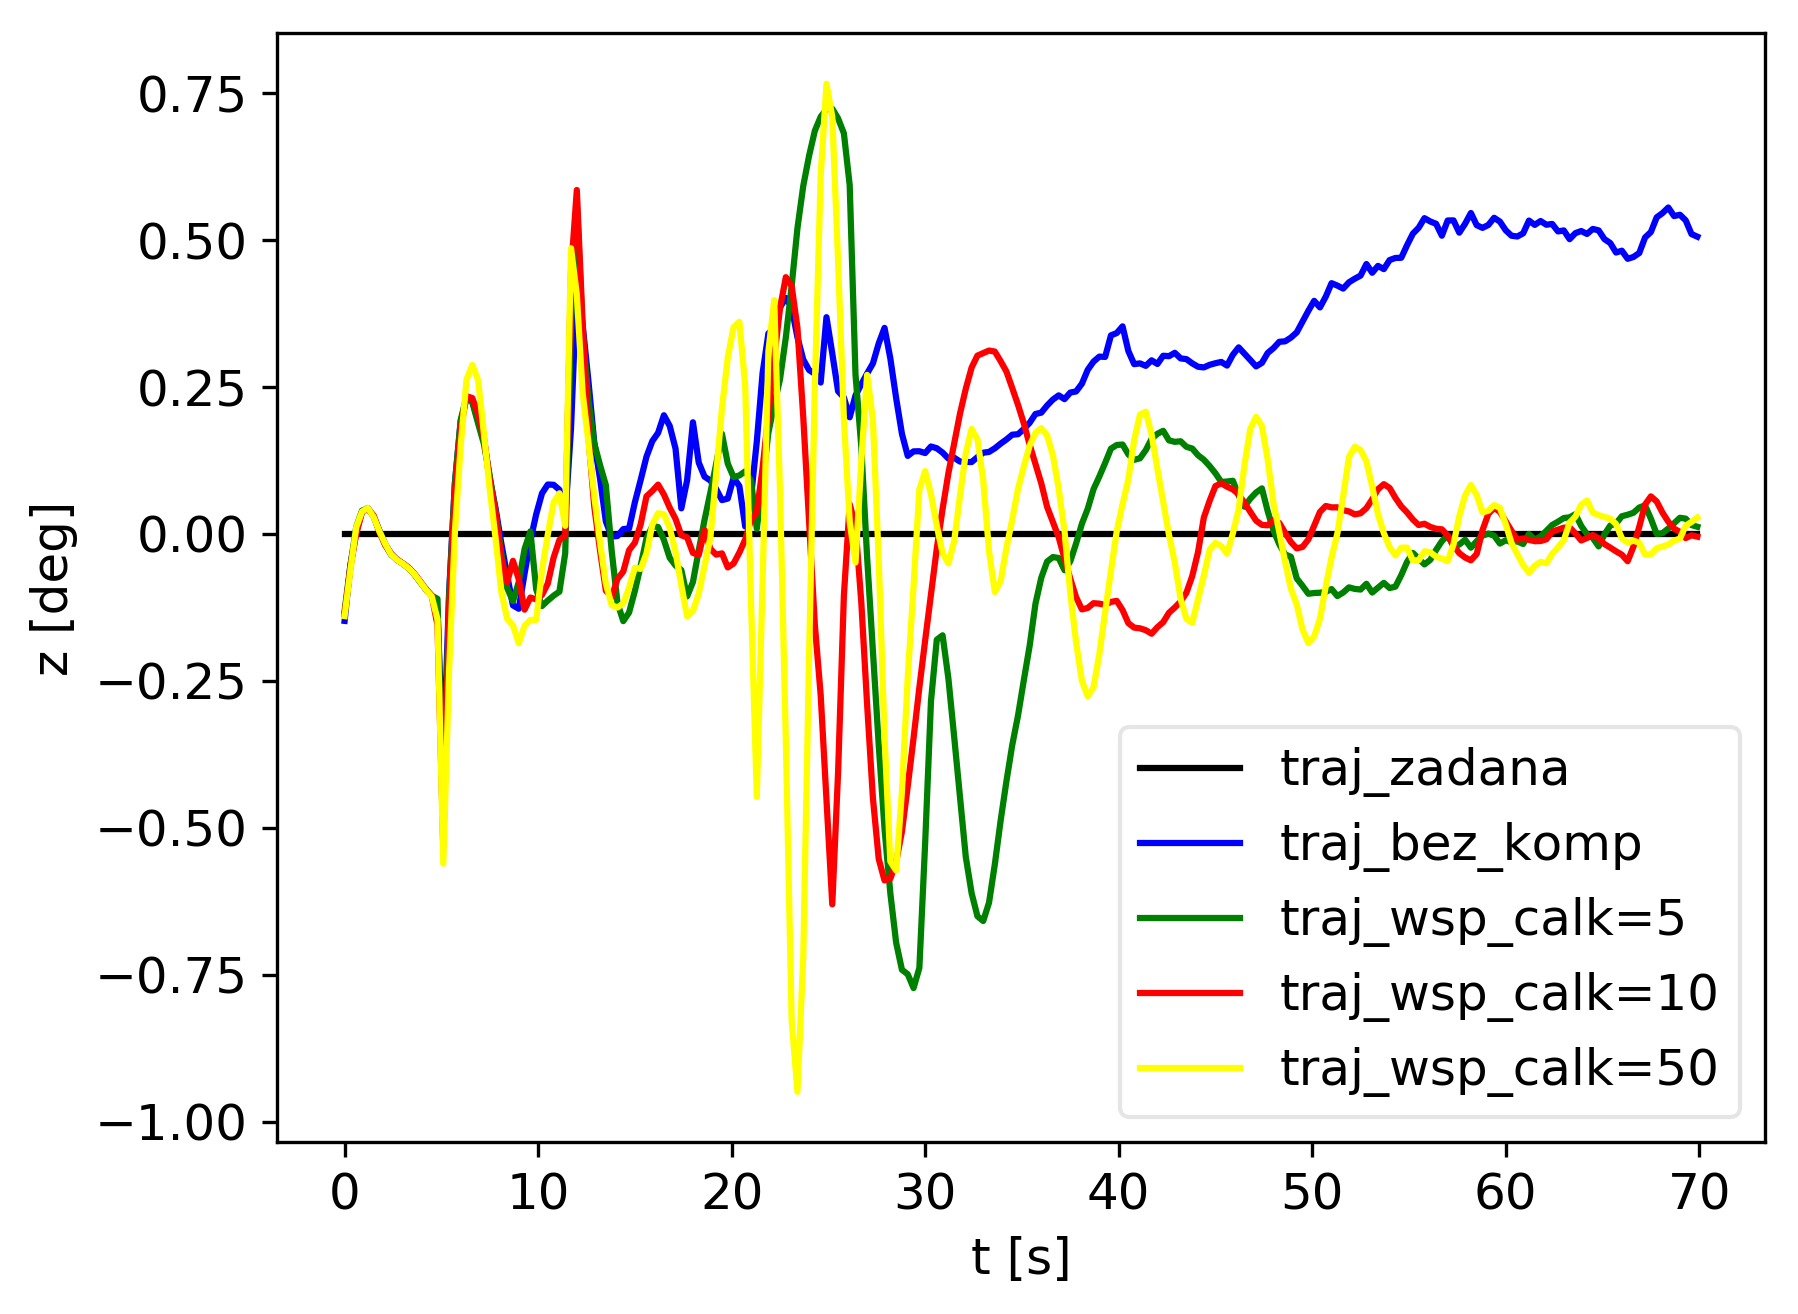 0.75
0.50
0.25
0.00
−0.25
−0.50
−0.75
−1.00
z [deg]
traj_zadana
traj_bez_komp
traj_wsp_calk=5
traj_wsp_calk=10
traj_wsp_calk=50
0 10 20 30 40 50 60 70
t [s]